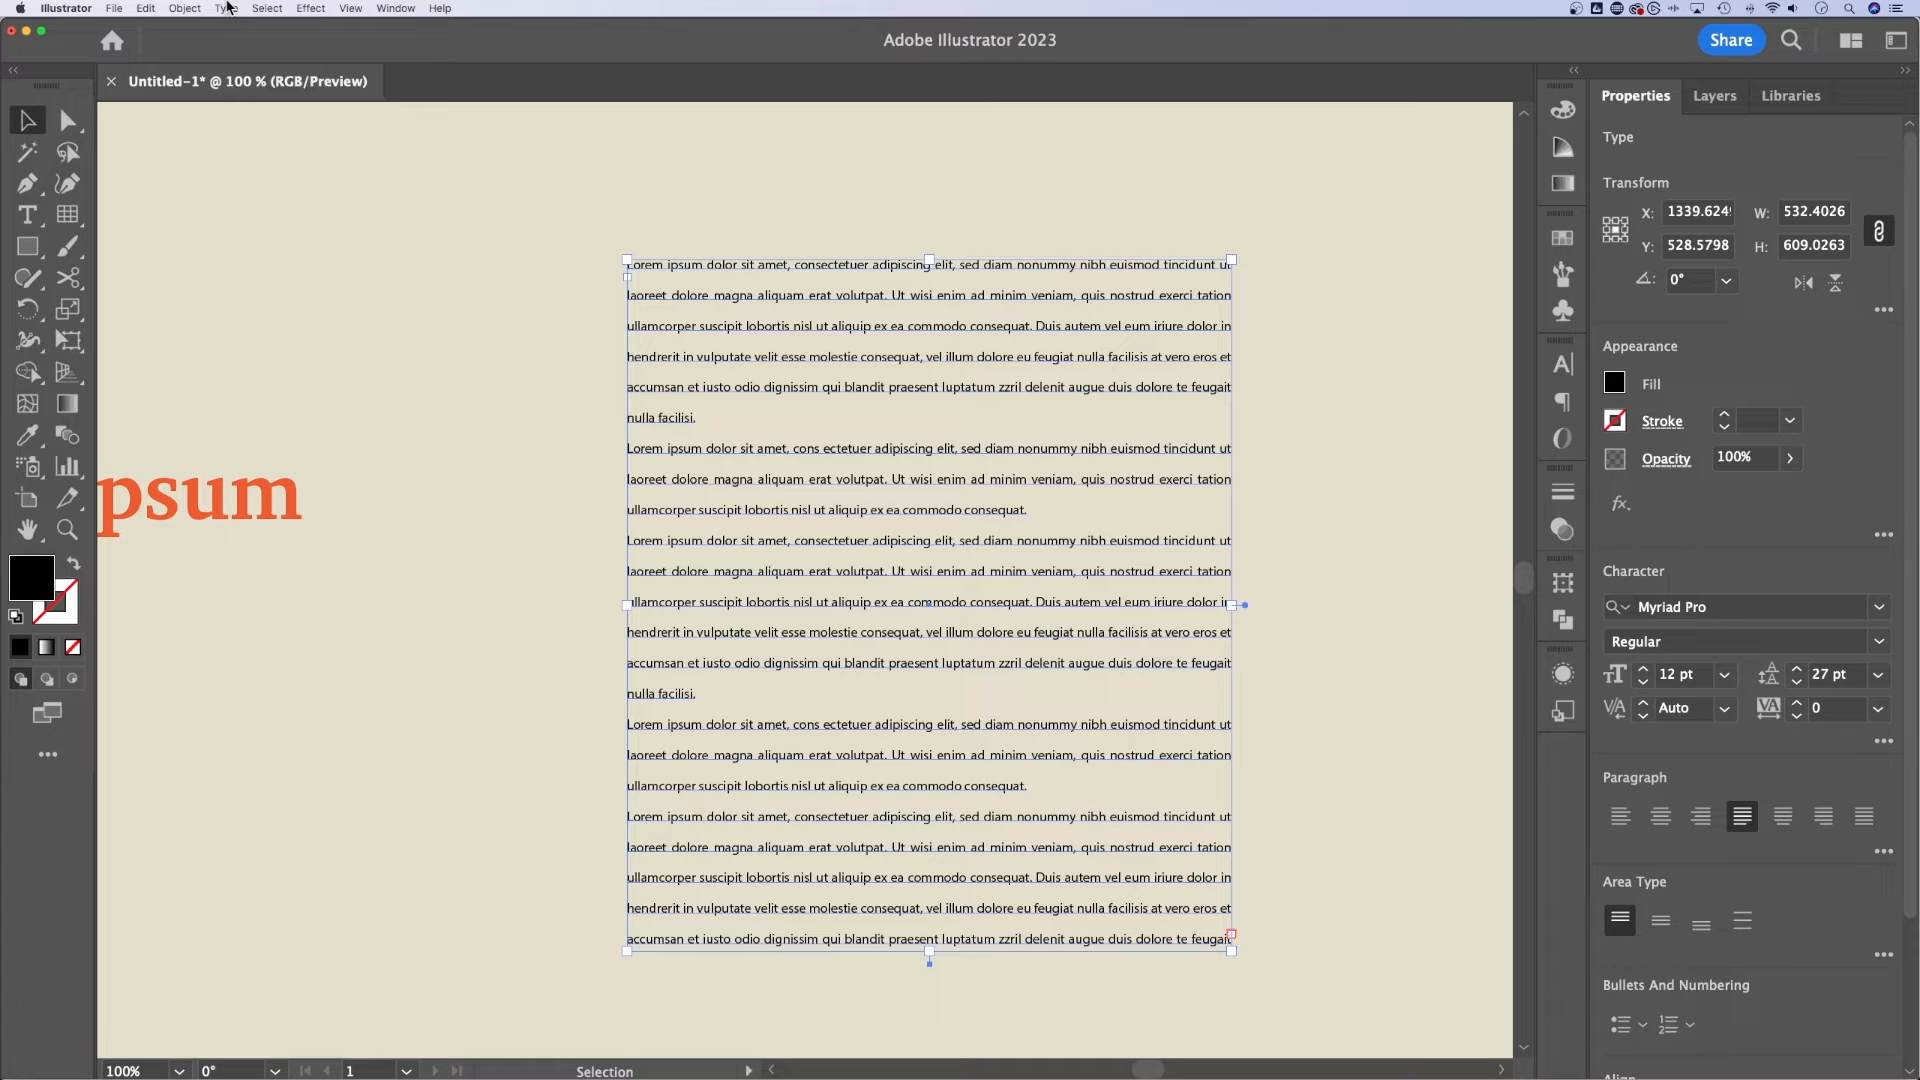 Illustrator File Edit Object Type Select Effect View Window Help
Adobe Illustrator 2023
Share
Untitled-1* @ 100 % (RGB/Preview)
psum
Lorem ipsum dolor sit amet, consectetuer adipiscing elit, sed diam nonummy nibh euismod tincidunt ut
laoreet dolore magna aliquam erat volutpat. Ut wisi enim ad minim veniam, quis nostrud exerci tation
ullamcorper suscipit lobortis nisl ut aliquip ex ea commodo consequat. Duis autem vel eum iriure dolor in
hendrerit in vulputate velit esse molestie consequat, vel illum dolore eu feugiat nulla facilisis at vero eros et
accumsan et iusto odio dignissim qui blandit praesent luptatum zzril delenit augue duis dolore te feugait
nulla facilisi.
Lorem ipsum dolor sit amet, cons ectetuer adipiscing elit, sed diam nonummy nibh euismod tincidunt ut
laoreet dolore magna aliquam erat volutpat. Ut wisi enim ad minim veniam, quis nostrud exerci tation
ullamcorper suscipit lobortis nisl ut aliquip ex ea commodo consequat.
Lorem ipsum dolor sit amet, consectetuer adipiscing elit, sed diam nonummy nibh euismod tincidunt ut
laoreet dolore magna aliquam erat volutpat. Ut wisi enim ad minim veniam, quis nostrud exerci tation
ullamcorper suscipit lobortis nisl ut aliquip ex ea commodo consequat. Duis autem vel eum iriure dolor in
hendrerit in vulputate velit esse molestie consequat, vel illum dolore eu feugiat nulla facilisis at vero eros et
accumsan et iusto odio dignissim qui blandit praesent luptatum zzril delenit augue duis dolore te feugait
nulla facilisi.
Lorem ipsum dolor sit amet, cons ectetuer adipiscing elit, sed diam nonummy nibh euismod tincidunt ut
laoreet dolore magna aliquam erat volutpat. Ut wisi enim ad minim veniam, quis nostrud exerci tation
ullamcorper suscipit lobortis nisl ut aliquip ex ea commodo consequat.
Lorem ipsum dolor sit amet, consectetuer adipiscing elit, sed diam nonummy nibh euismod tincidunt ut
laoreet dolore magna aliquam erat volutpat. Ut wisi enim ad minim veniam, quis nostrud exerci tation
ullamcorper suscipit lobortis nisl ut aliquip ex ea commodo consequat. Duis autem vel eum iriure dolor in
hendrerit in vulputate velit esse molestie consequat, vel illum dolore eu feugiat nulla facilisis at vero eros et
accumsan et iusto odio dignissim qui blandit praesent luptatum zzril delenit augue duis dolore te feugait
100% 0° 1 Selection
Properties Layers Libraries
Type
Transform
X: 1339.624 W: 532.4026
Y: 528.5798 H: 609.0263
0°
Appearance
Fill
Stroke
Opacity 100%
fx.
Character
Myriad Pro
Regular
12 pt 27 pt
Auto 0
Paragraph
Area Type
Bullets And Numbering